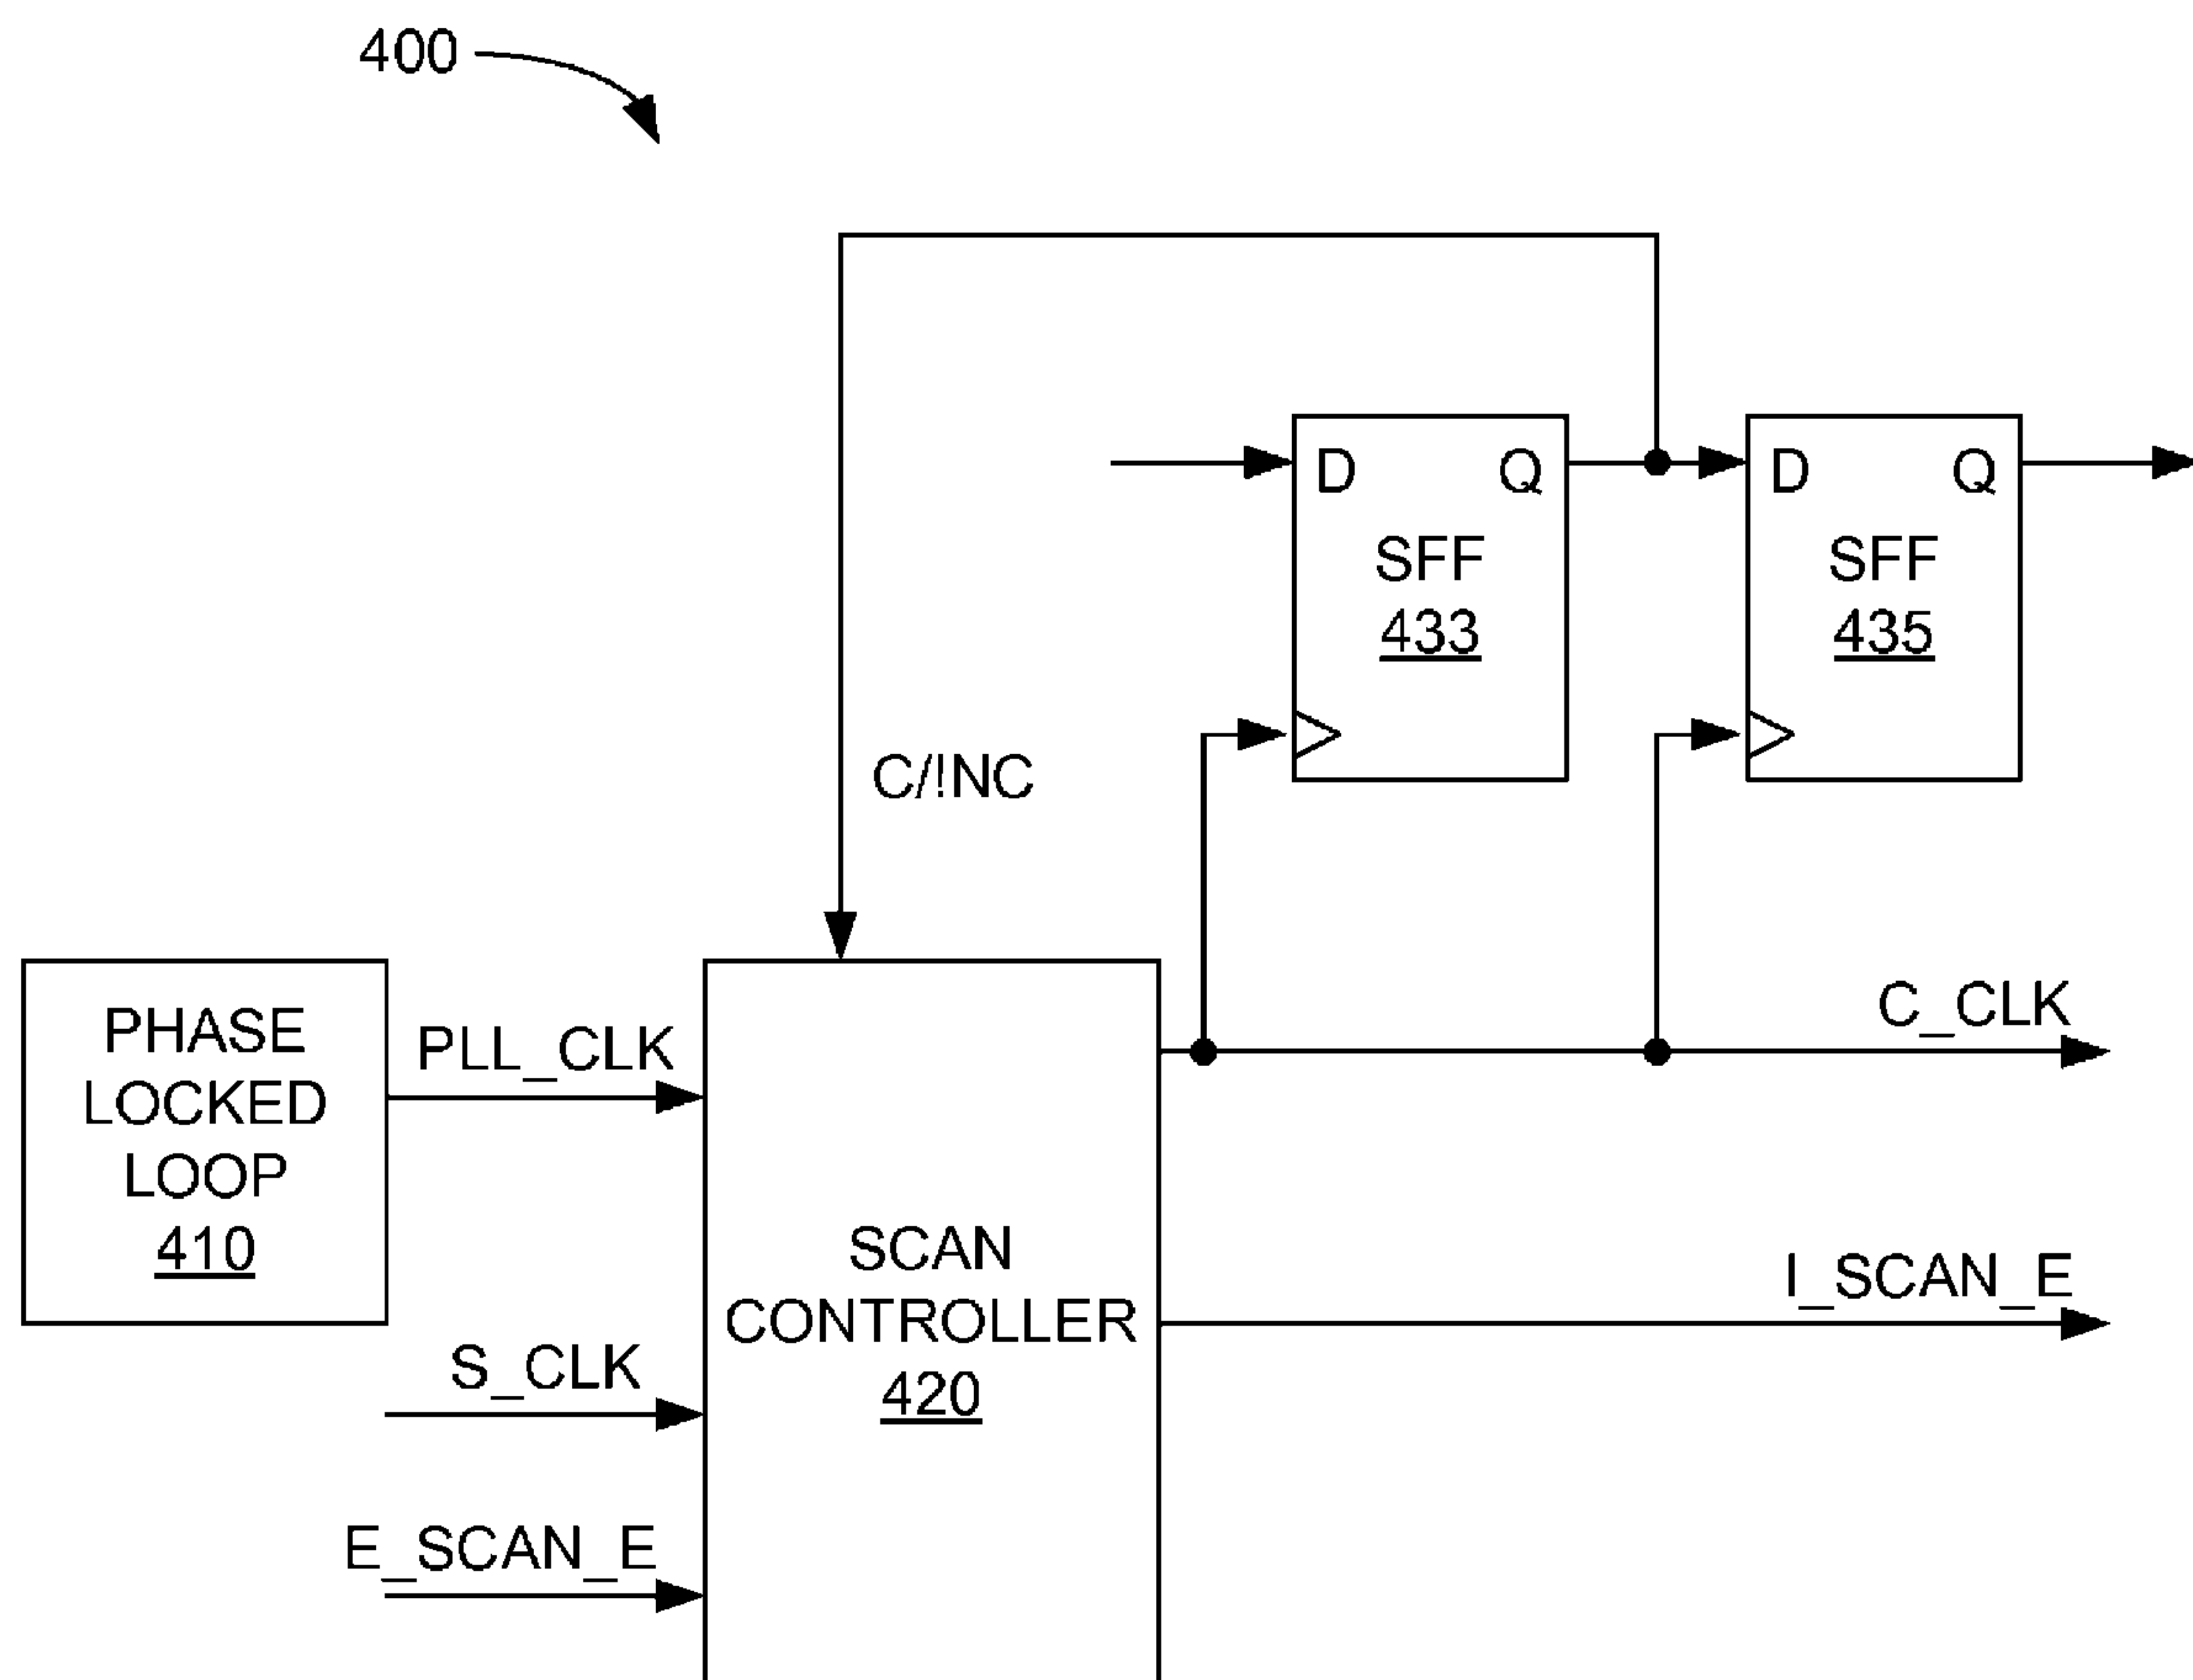 400
D Q
SFF
433
D Q
SFF
435
C/!NC
PHASE
LOCKED
LOOP
410
PLL_CLK
S_CLK
E_SCAN_E
SCAN
CONTROLLER
420
C_CLK
I_SCAN_E